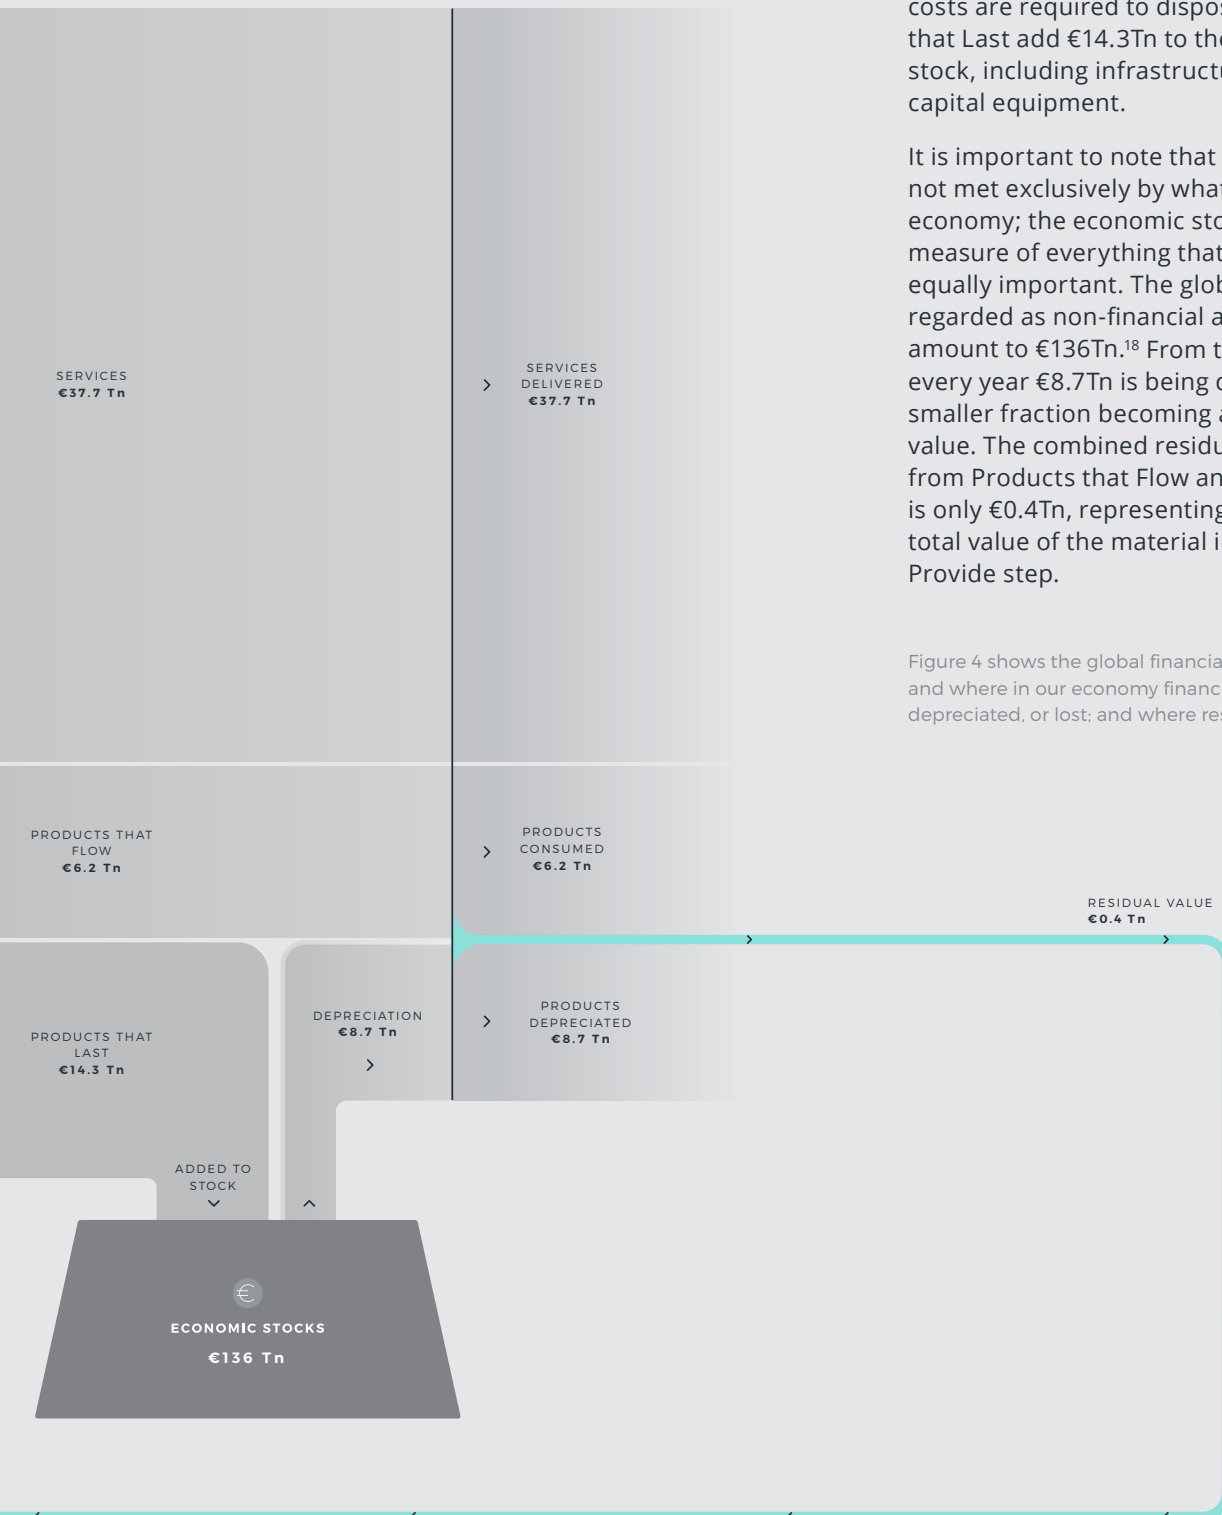 costs are required to dispos
that Last add €14.3Tn to the
stock, including infrastructu
capital equipment.
It is important to note that
not met exclusively by what
economy; the economic sto
measure of everything that
equally important. The glob
regarded as non-financial a
amount to €136Tn.¹⁸ From t
every year €8.7Tn is being d
smaller fraction becoming a
value. The combined residu
from Products that Flow an
is only €0.4Tn, representing
total value of the material i
Provide step.
Figure 4 shows the global financia
and where in our economy financ
depreciated, or lost; and where res
SERVICES
€37.7 Tn
SERVICES
DELIVERED
€37.7 Tn
PRODUCTS THAT
FLOW
€6.2 Tn
PRODUCTS
CONSUMED
€6.2 Tn
RESIDUAL VALUE
€0.4 Tn
PRODUCTS THAT
LAST
€14.3 Tn
DEPRECIATION
€8.7 Tn
PRODUCTS
DEPRECIATED
€8.7 Tn
ADDED TO
STOCK
€
ECONOMIC STOCKS
€136 Tn